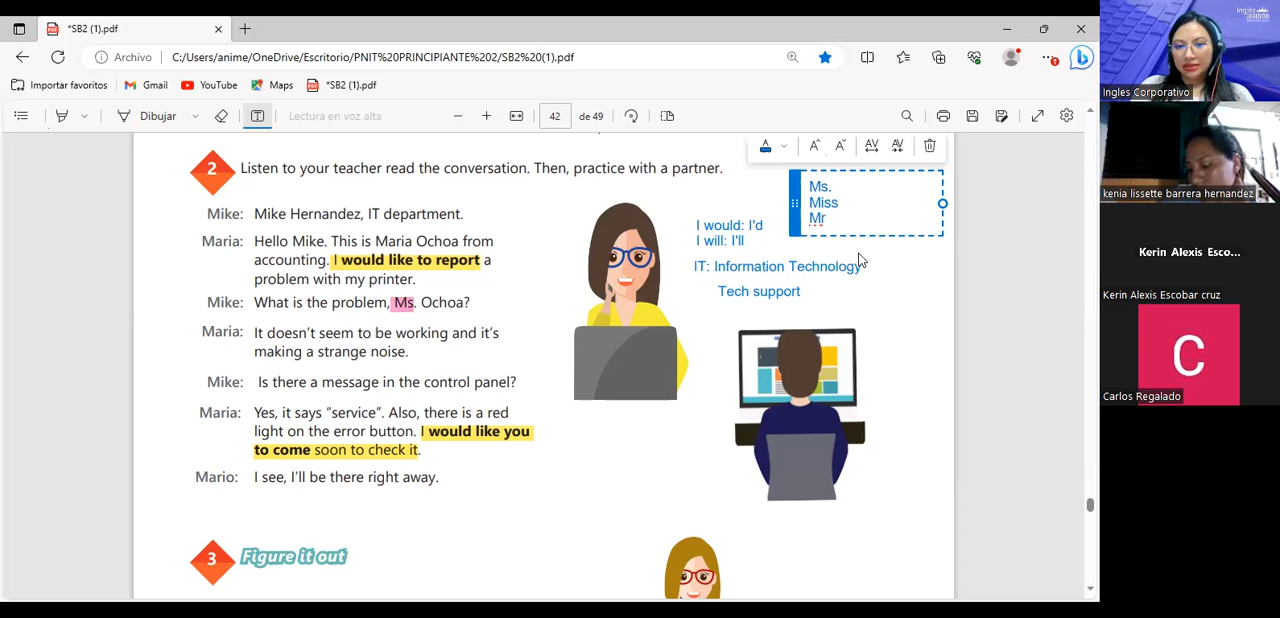 *SB2 (1).pdf
Archivo
C:/Users/anime/OneDrive/Escritorio/PNIT%20PRINCIPIANTE%202/SB2%20(1).pdf
Importar favoritos
Gmail
YouTube
Maps
*SB2 (1).pdf
Dibujar
Lectura en voz alta
42
de 49
2
Listen to your teacher read the conversation. Then, practice with a partner.
Mike: Mike Hernandez, IT department.
Maria: Hello Mike. This is Maria Ochoa from
accounting. I would like to report a
problem with my printer.
Mike: What is the problem, Ms. Ochoa?
Maria: It doesn't seem to be working and it's
making a strange noise.
Mike: Is there a message in the control panel?
Maria: Yes, it says “service”. Also, there is a red
light on the error button. I would like you
to come soon to check it.
Mario: I see, I'll be there right away.
Ms.
Miss
Mr
I would: I'd
I will: I'll
IT: Information Technology
Tech support
3
Figure it out
Ingles Corporativo
kenia lissette barrera hernandez
Kerin Alexis Esco...
Kerin Alexis Escobar cruz
C
Carlos Regalado